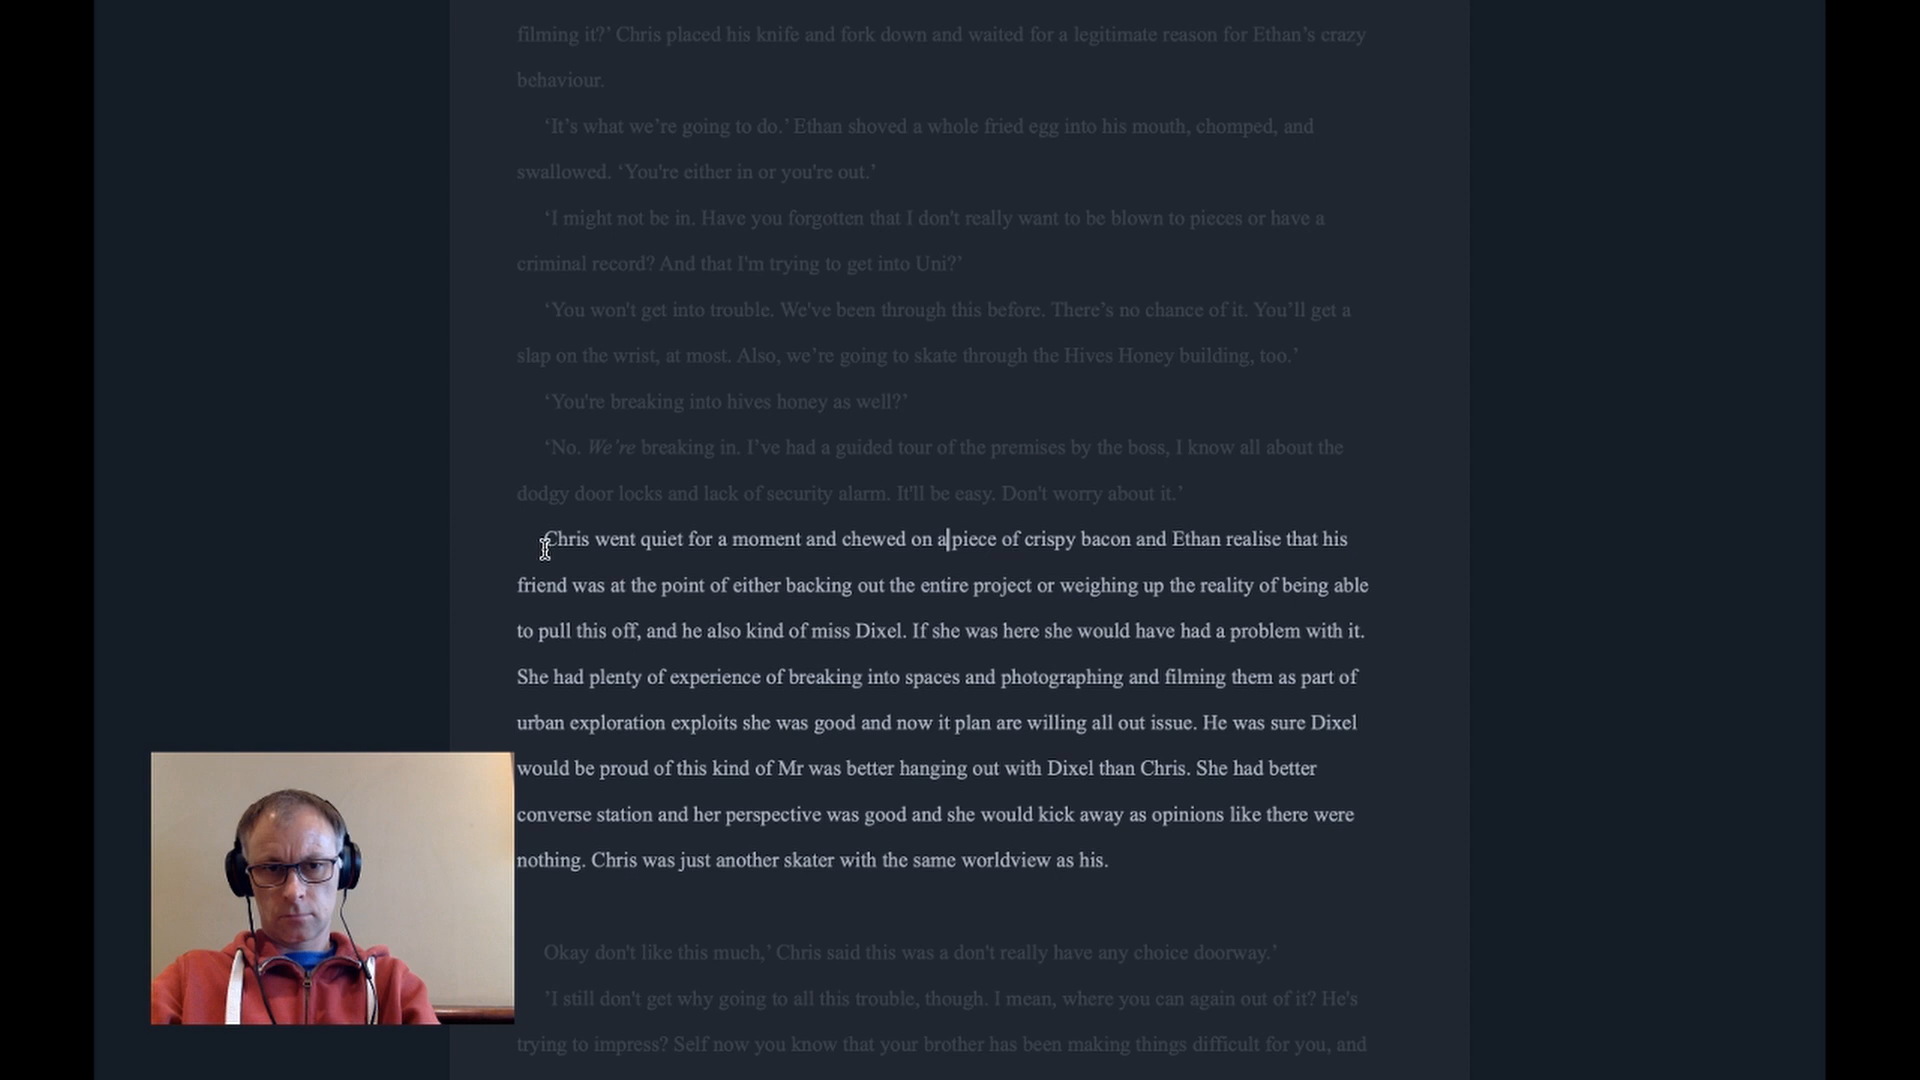 filming it?’ Chris placed his knife and fork down and waited for a legitimate reason for Ethan’s crazy
behaviour.
‘It’s what we’re going to do.’ Ethan shoved a whole fried egg into his mouth, chomped, and
swallowed. ‘You're either in or you're out.’
‘I might not be in. Have you forgotten that I don't really want to be blown to pieces or have a
criminal record? And that I'm trying to get into Uni?’
‘You won't get into trouble. We've been through this before. There’s no chance of it. You’ll get a
slap on the wrist, at most. Also, we’re going to skate through the Hives Honey building, too.’
‘You're breaking into hives honey as well?’
‘No. We’re breaking in. I’ve had a guided tour of the premises by the boss, I know all about the
dodgy door locks and lack of security alarm. It'll be easy. Don't worry about it.’
Chris went quiet for a moment and chewed on a piece of crispy bacon and Ethan realise that his
friend was at the point of either backing out the entire project or weighing up the reality of being able
to pull this off, and he also kind of miss Dixel. If she was here she would have had a problem with it.
She had plenty of experience of breaking into spaces and photographing and filming them as part of
urban exploration exploits she was good and now it plan are willing all out issue. He was sure Dixel
would be proud of this kind of Mr was better hanging out with Dixel than Chris. She had better
converse station and her perspective was good and she would kick away as opinions like there were
nothing. Chris was just another skater with the same worldview as his.
Okay don't like this much,’ Chris said this was a don't really have any choice doorway.’
’I still don't get why going to all this trouble, though. I mean, where you can again out of it? He's
trying to impress? Self now you know that your brother has been making things difficult for you, and